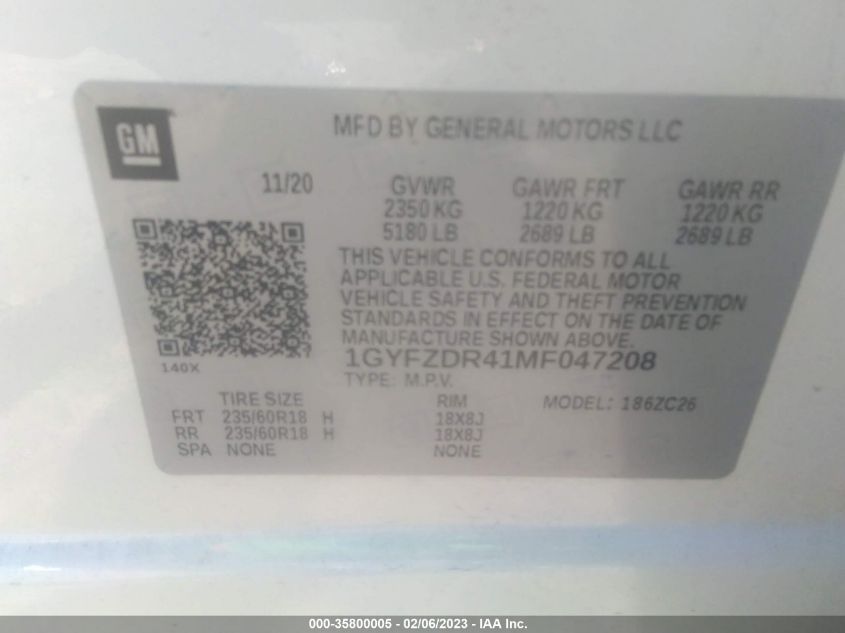 GM
MFD BY GENERAL MOTORS LLC
11/20 GVWR GAWR FRT GAWR RR
2350 KG 1220 KG 1220 KG
5180 LB 2689 LB 2689 LB
THIS VEHICLE CONFORMS TO ALL
APPLICABLE U.S. FEDERAL MOTOR
VEHICLE SAFETY AND THEFT PREVENTION
STANDARDS IN EFFECT ON THE DATE OF
MANUFACTURE SHOWN ABOVE.
1GYFZDR41MF047208
140X
TYPE: M.P.V.
TIRE SIZE RIM MODEL: 186ZC26
FRT 235/60R18 H 18X8J
RR 235/60R18 H 18X8J
SPA NONE NONE
000-35800005 - 02/06/2023 - IAA Inc.